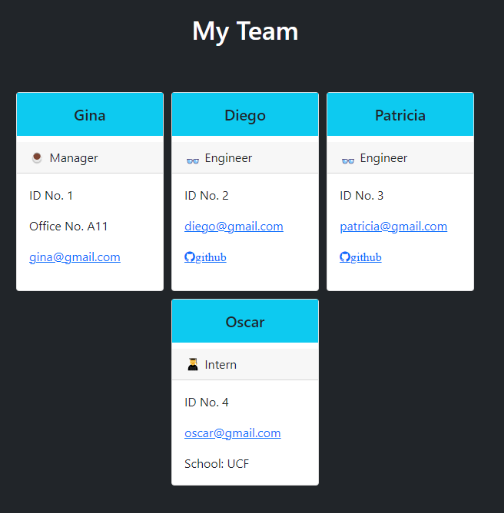 My Team
Gina
Manager
ID No. 1
Office No. A11
gina@gmail.com
Diego
Engineer
ID No. 2
diego@gmail.com
github
Patricia
Engineer
ID No. 3
patricia@gmail.com
github
Oscar
Intern
ID No. 4
oscar@gmail.com
School: UCF